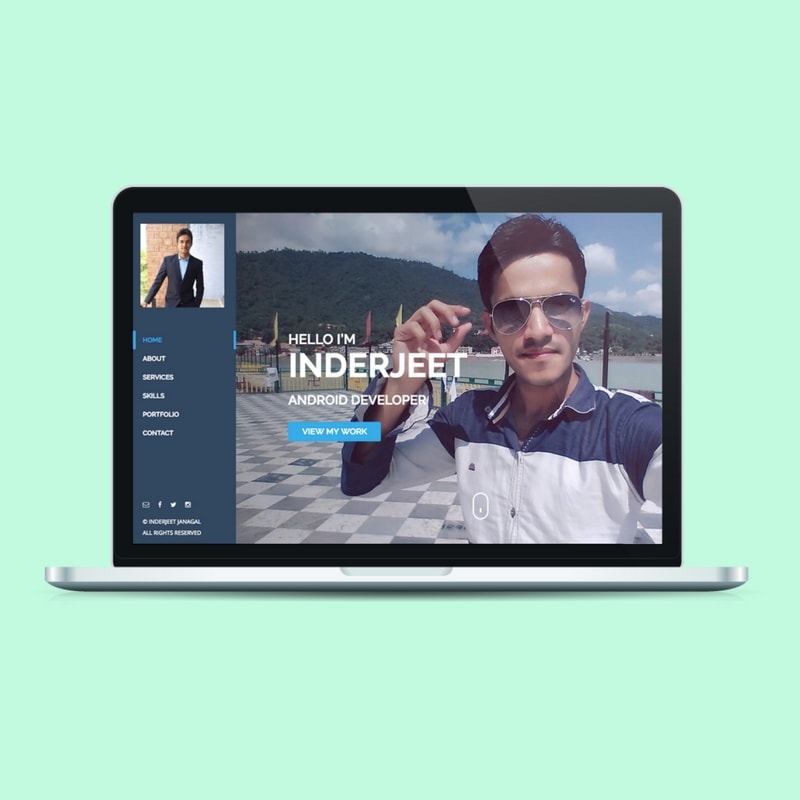 HOME
ABOUT
SERVICES
SKILLS
PORTFOLIO
CONTACT
© INDERJEET JANAGAL
ALL RIGHTS RESERVED
HELLO I'M
INDERJEET
ANDROID DEVELOPER
VIEW MY WORK